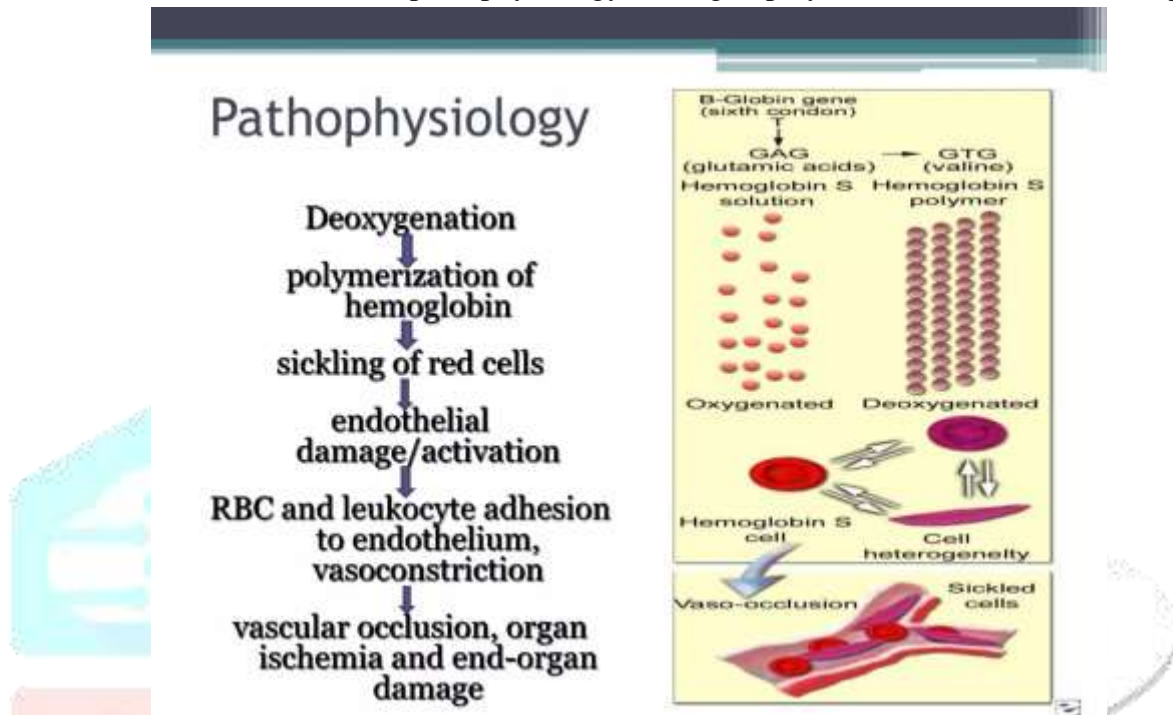 Pathophysiology
Deoxygenation
polymerization of
hemoglobin
sickling of red cells
endothelial
damage/activation
RBC and leukocyte adhesion
to endothelium,
vasoconstriction
vascular occlusion, organ
ischemia and end-organ
damage
B-Globin gene
(sixth condon)
GAG GTG
(glutamic acids) (valine)
Hemoglobin S Hemoglobin S
solution polymer
Oxygenated Deoxygenated
Hemoglobin S
cell
Cell
heterogeneity
Vaso-occlusion
Sickled
cells